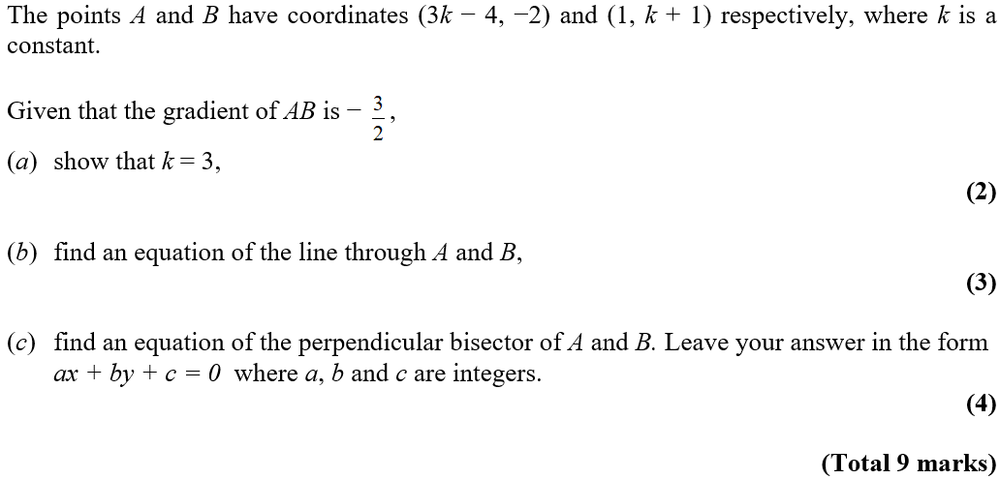 The points A and B have coordinates (3k − 4, −2) and (1, k + 1) respectively, where k is a
constant.
Given that the gradient of AB is − 3/2,
(a) show that k = 3,
(2)
(b) find an equation of the line through A and B,
(3)
(c) find an equation of the perpendicular bisector of A and B. Leave your answer in the form
ax + by + c = 0 where a, b and c are integers.
(4)
(Total 9 marks)